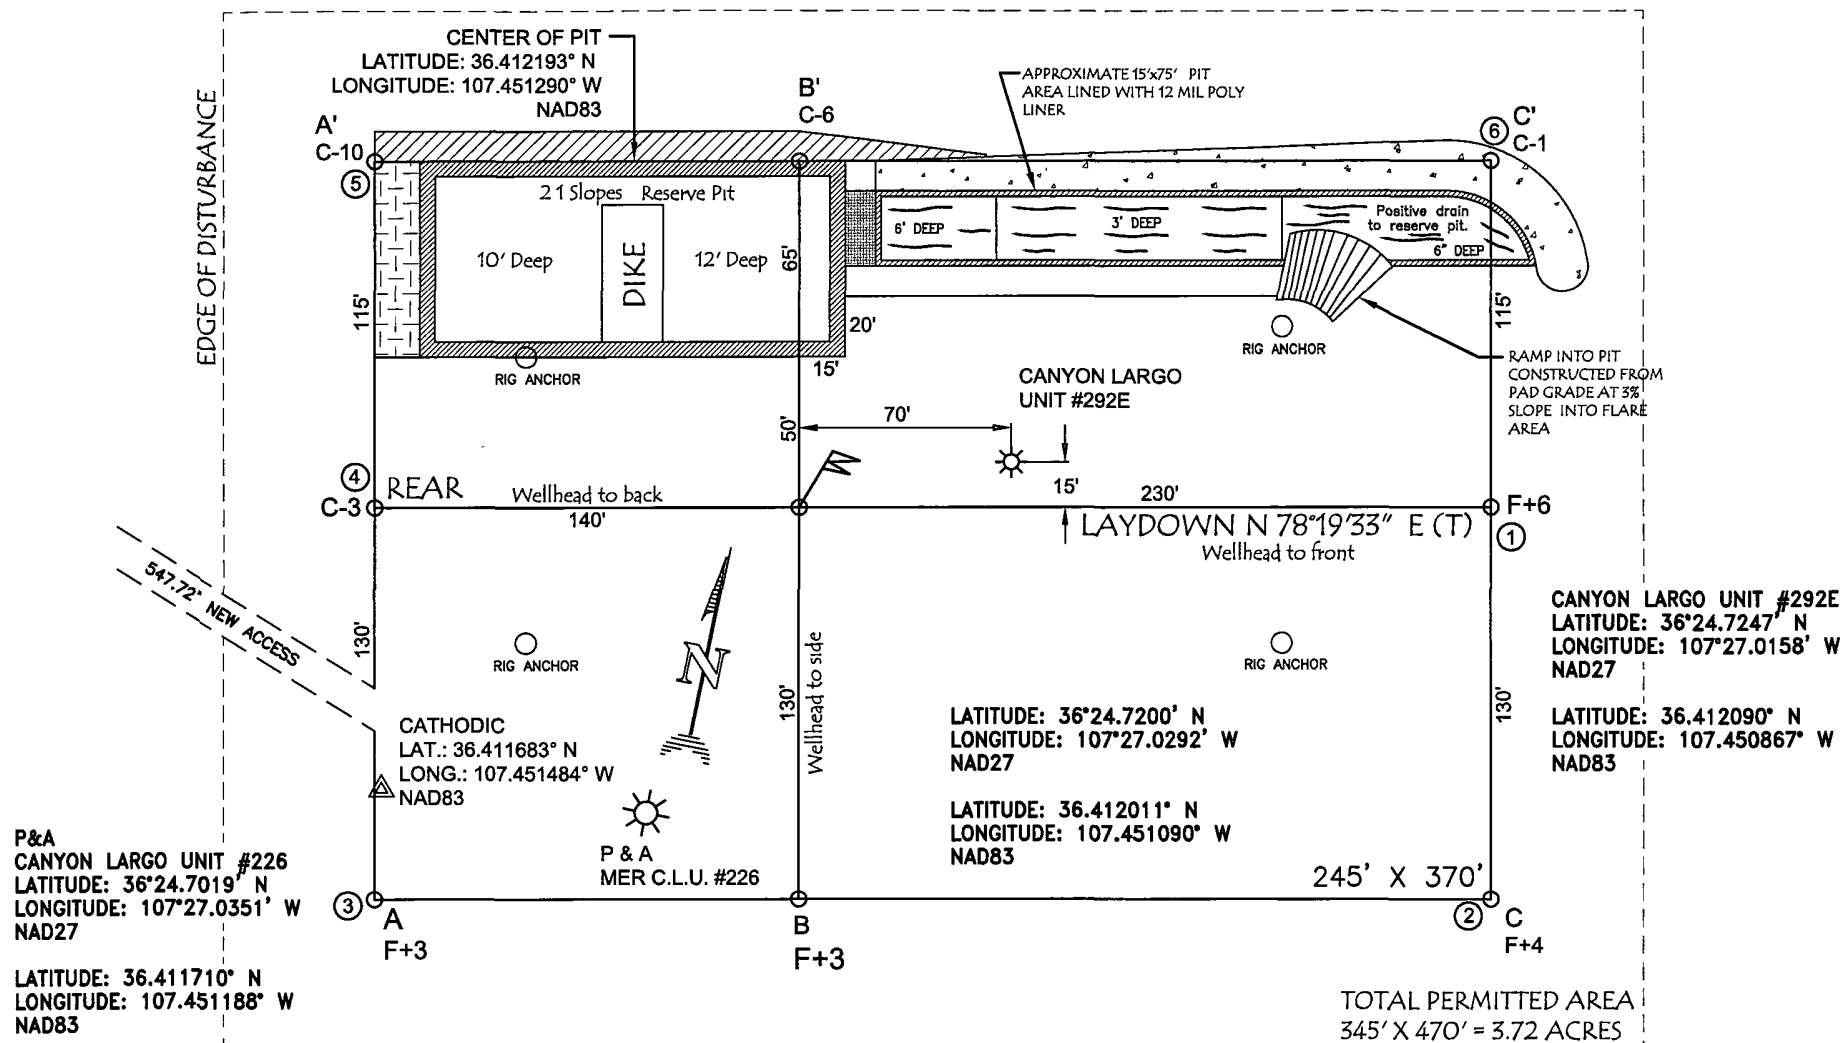 CENTER OF PIT
LATITUDE: 36.412193° N
LONGITUDE: 107.451290° W
NAD83
EDGE OF DISTURBANCE
A'
C-10
5
B'
C-6
APPROXIMATE 15'x75' PIT
AREA LINED WITH 12 MIL POLY
LINER
6
C'
C-1
2 1 Slopes Reserve Pit
10' Deep
DIKE
12' Deep
65'
6' DEEP
3' DEEP
Positive drain
to reserve pit.
6" DEEP
115'
20'
15'
115'
RIG ANCHOR
RIG ANCHOR
RAMP INTO PIT
CONSTRUCTED FROM
PAD GRADE AT 3%
SLOPE INTO FLARE
AREA
CANYON LARGO
UNIT #292E
70'
50'
15'
4
C-3
REAR
Wellhead to back
140'
230'
F+6
1
LAYDOWN N 78°19'33" E (T)
Wellhead to front
547.72' NEW ACCESS
130'
RIG ANCHOR
N
130'
Wellhead to side
RIG ANCHOR
130'
CANYON LARGO UNIT #292E
LATITUDE: 36°24.7247' N
LONGITUDE: 107°27.0158' W
NAD27
LATITUDE: 36.412090° N
LONGITUDE: 107.450867° W
NAD83
CATHODIC
LAT.: 36.411683° N
LONG.: 107.451484° W
NAD83
LATITUDE: 36°24.7200' N
LONGITUDE: 107°27.0292' W
NAD27
LATITUDE: 36.412011° N
LONGITUDE: 107.451090° W
NAD83
P & A
MER C.L.U. #226
P&A
CANYON LARGO UNIT #226
LATITUDE: 36°24.7019' N
LONGITUDE: 107°27.0351' W
NAD27
LATITUDE: 36.411710° N
LONGITUDE: 107.451188° W
NAD83
245' X 370'
3
A
F+3
B
F+3
2
C
F+4
TOTAL PERMITTED AREA
345' X 470' = 3.72 ACRES